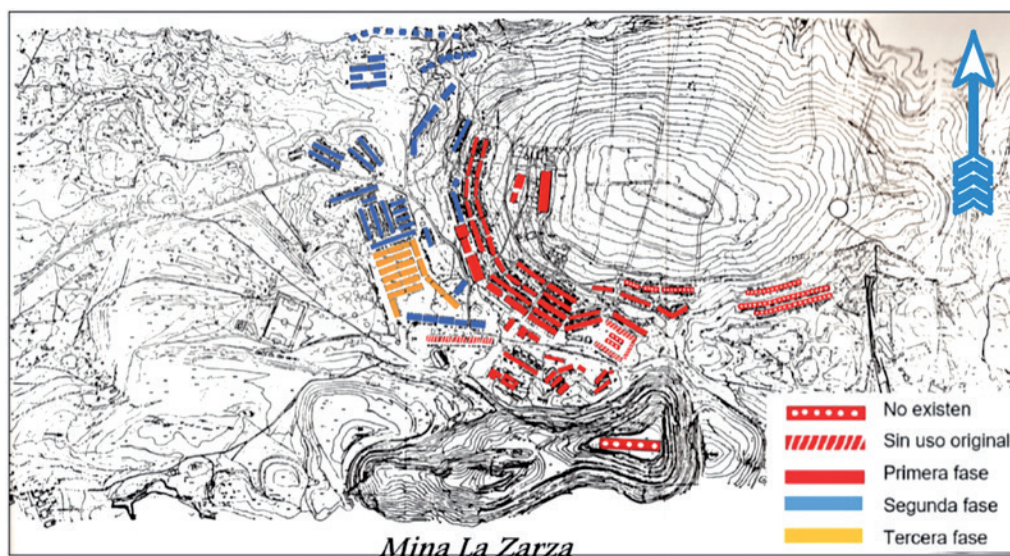 No existen
Sin uso original
Primera fase
Segunda fase
Tercera fase
Mina La Zarza